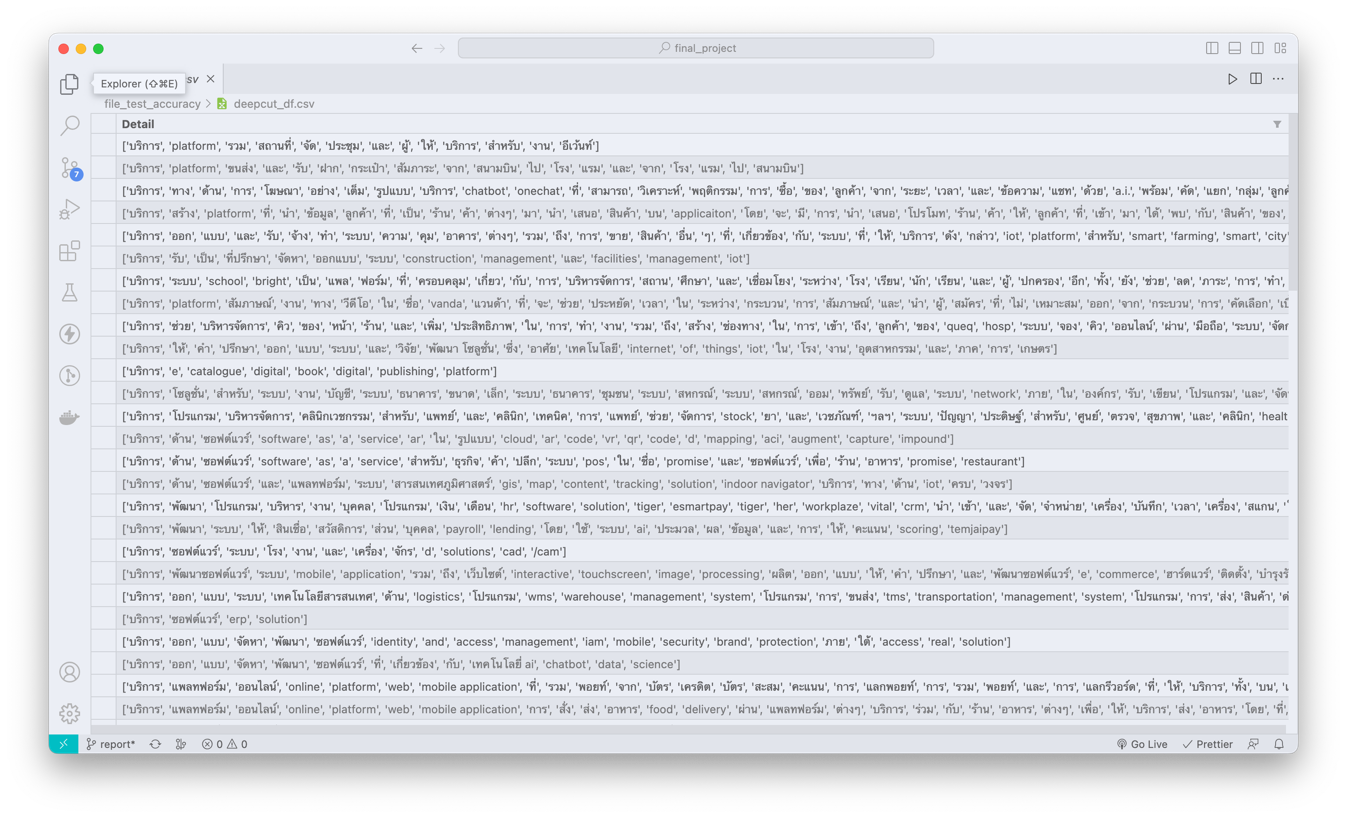 final_project
Explorer (⇧⌘E)
sv
file_test_accuracy > deepcut_df.csv
Detail
['บริการ', 'platform', 'รวม', 'สถานที่', 'จัด', 'ประชุม', 'และ', 'ผู้', 'ให้', 'บริการ', 'สำหรับ', 'งาน', 'อีเว้นท์']
['บริการ', 'platform', 'ขนส่ง', 'และ', 'รับ', 'ฝาก', 'กระเป๋า', 'สัมภาระ', 'จาก', 'สนามบิน', 'ไป', 'โรง', 'แรม', 'และ', 'จาก', 'โรง', 'แรม', 'ไป', 'สนามบิน']
['บริการ', 'ทาง', 'ด้าน', 'การ', 'โฆษณา', 'อย่าง', 'เต็ม', 'รูปแบบ', 'บริการ', 'chatbot', 'onechat', 'ที่', 'สามารถ', 'วิเคราะห์', 'พฤติกรรม', 'การ', 'ซื้อ', 'ของ', 'ลูกค้า', 'จาก', 'ระยะ', 'เวลา', 'และ', 'ข้อความ', 'แชท', 'ด้วย', 'a.i.', 'พร้อม', 'คัด', 'แยก', 'กลุ่ม', 'ลูกค้
['บริการ', 'สร้าง', 'platform', 'ที่', 'นำ', 'ข้อมูล', 'ลูกค้า', 'ที่', 'เป็น', 'ร้าน', 'ค้า', 'ต่างๆ', 'มา', 'นำ', 'เสนอ', 'สินค้า', 'บน', 'applicaiton', 'โดย', 'จะ', 'มี', 'การ', 'นำ', 'เสนอ', 'โปรโมท', 'ร้าน', 'ค้า', 'ให้', 'ลูกค้า', 'ที่', 'เข้า', 'มา', 'ได้', 'พบ', 'กับ', 'สินค้า', 'ของ',
['บริการ', 'ออก', 'แบบ', 'และ', 'รับ', 'จ้าง', 'ทำ', 'ระบบ', 'ความ', 'คุม', 'อาคาร', 'ต่างๆ', 'รวม', 'ถึง', 'การ', 'ขาย', 'สินค้า', 'อื่น', 'ๆ', 'ที่', 'เกี่ยวข้อง', 'กับ', 'ระบบ', 'ที่', 'ให้', 'บริการ', 'ดัง', 'กล่าว', 'iot', 'platform', 'สำหรับ', 'smart', 'farming', 'smart', 'city'
['บริการ', 'รับ', 'เป็น', 'ที่ปรึกษา', 'จัดหา', 'ออกแบบ', 'ระบบ', 'construction', 'management', 'และ', 'facilities', 'management', 'iot']
['บริการ', 'ระบบ', 'school', 'bright', 'เป็น', 'แพล', 'ฟอร์ม', 'ที่', 'ครอบคลุม', 'เกี่ยว', 'กับ', 'การ', 'บริหารจัดการ', 'สถาน', 'ศึกษา', 'และ', 'เชื่อมโยง', 'ระหว่าง', 'โรง', 'เรียน', 'นัก', 'เรียน', 'และ', 'ผู้', 'ปกครอง', 'อีก', 'ทั้ง', 'ยัง', 'ช่วย', 'ลด', 'ภาระ', 'การ', 'ทำ',
['บริการ', 'platform', 'สัมภาษณ์', 'งาน', 'ทาง', 'วีดีโอ', 'ใน', 'ชื่อ', 'vanda', 'แวนด้า', 'ที่', 'จะ', 'ช่วย', 'ประหยัด', 'เวลา', 'ใน', 'ระหว่าง', 'กระบวน', 'การ', 'สัมภาษณ์', 'และ', 'นำ', 'ผู้', 'สมัคร', 'ที่', 'ไม่', 'เหมาะสม', 'ออก', 'จาก', 'กระบวน', 'การ', 'คัดเลือก',
['บริการ', 'ช่วย', 'บริหารจัดการ', 'คิว', 'ของ', 'หน้า', 'ร้าน', 'และ', 'เพิ่ม', 'ประสิทธิภาพ', 'ใน', 'การ', 'ทำ', 'งาน', 'รวม', 'ถึง', 'สร้าง', 'ช่องทาง', 'ใน', 'การ', 'เข้า', 'ถึง', 'ลูกค้า', 'ของ', 'queq', 'hosp', 'ระบบ', 'จอง', 'คิว', 'ออนไลน์', 'ผ่าน', 'มือถือ', 'ระบบ', 'จัดก
['บริการ', 'ให้', 'คำ', 'ปรึกษา', 'ออก', 'แบบ', 'ระบบ', 'และ', 'วิจัย', 'พัฒนา โซลูชั่น', 'ซึ่ง', 'อาศัย', 'เทคโนโลยี', 'internet', 'of', 'things', 'iot', 'ใน', 'โรง', 'งาน', 'อุตสาหกรรม', 'และ', 'ภาค', 'การ', 'เกษตร']
['บริการ', 'e', 'catalogue', 'digital', 'book', 'digital', 'publishing', 'platform']
['บริการ', 'โซลูชั่น', 'สำหรับ', 'ระบบ', 'งาน', 'บัญชี', 'ระบบ', 'ธนาคาร', 'ขนาด', 'เล็ก', 'ระบบ', 'ธนาคาร', 'ชุมชน', 'ระบบ', 'สหกรณ์', 'ระบบ', 'สหกรณ์', 'ออม', 'ทรัพย์', 'รับ', 'ดูแล', 'ระบบ', 'network', 'ภาย', 'ใน', 'องค์กร', 'รับ', 'เขียน', 'โปรแกรม', 'และ', 'จัด
['บริการ', 'โปรแกรม', 'บริหารจัดการ', 'คลินิกเวชกรรม', 'สำหรับ', 'แพทย์', 'และ', 'คลินิก', 'เทคนิค', 'การ', 'แพทย์', 'ช่วย', 'จัดการ', 'stock', 'ยา', 'และ', 'เวชภัณฑ์', 'ฯลฯ', 'ระบบ', 'ปัญญา', 'ประดิษฐ์', 'สำหรับ', 'ศูนย์', 'ตรวจ', 'สุขภาพ', 'และ', 'คลินิก', 'healt
['บริการ', 'ด้าน', 'ซอฟต์แวร์', 'software', 'as', 'a', 'service', 'ar', 'ใน', 'รูปแบบ', 'cloud', 'ar', 'code', 'vr', 'qr', 'code', 'd', 'mapping', 'aci', 'augment', 'capture', 'impound']
['บริการ', 'ด้าน', 'ซอฟต์แวร์', 'software', 'as', 'a', 'service', 'สำหรับ', 'ธุรกิจ', 'ค้า', 'ปลีก', 'ระบบ', 'pos', 'ใน', 'ชื่อ', 'promise', 'และ', 'ซอฟต์แวร์', 'เพื่อ', 'ร้าน', 'อาหาร', 'promise', 'restaurant']
['บริการ', 'ด้าน', 'ซอฟต์แวร์', 'และ', 'แพลทฟอร์ม', 'ระบบ', 'สารสนเทศภูมิศาสตร์', 'gis', 'map', 'content', 'tracking', 'solution', 'indoor navigator', 'บริการ', 'ทาง', 'ด้าน', 'iot', 'ครบ', 'วงจร']
['บริการ', 'พัฒนา', 'โปรแกรม', 'บริหาร', 'งาน', 'บุคคล', 'โปรแกรม', 'เงิน', 'เดือน', 'hr', 'software', 'solution', 'tiger', 'esmartpay', 'tiger', 'her', 'workplaze', 'vital', 'crm', 'นำ', 'เข้า', 'และ', 'จัด', 'จำหน่าย', 'เครื่อง', 'บันทึก', 'เวลา', 'เครื่อง', 'สแกน',
['บริการ', 'พัฒนา', 'ระบบ', 'ให้', 'สินเชื่อ', 'สวัสดิการ', 'ส่วน', 'บุคคล', 'payroll', 'lending', 'โดย', 'ใช้', 'ระบบ', 'ai', 'ประมวล', 'ผล', 'ข้อมูล', 'และ', 'การ', 'ให้', 'คะแนน', 'scoring', 'temjaipay']
['บริการ', 'ซอฟต์แวร์', 'ระบบ', 'โรง', 'งาน', 'และ', 'เครื่อง', 'จักร', 'd', 'solutions', 'cad', '/cam']
['บริการ', 'พัฒนาซอฟต์แวร์', 'ระบบ', 'mobile', 'application', 'รวม', 'ถึง', 'เว็บไซต์', 'interactive', 'touchscreen', 'image', 'processing', 'ผลิต', 'ออก', 'แบบ', 'ให้', 'คำ', 'ปรึกษา', 'และ', 'พัฒนาซอฟต์แวร์', 'e', 'commerce', 'ฮาร์ดแวร์', 'ติดตั้ง', 'บำรุงรั
['บริการ', 'ออก', 'แบบ', 'ระบบ', 'เทคโนโลยีสารสนเทศ', 'ด้าน', 'logistics', 'โปรแกรม', 'wms', 'warehouse', 'management', 'system', 'โปรแกรม', 'การ', 'ขนส่ง', 'tms', 'transportation', 'management', 'system', 'โปรแกรม', 'การ', 'ส่ง', 'สินค้า',
['บริการ', 'ซอฟต์แวร์', 'erp', 'solution']
['บริการ', 'ออก', 'แบบ', 'จัดหา', 'พัฒนา', 'ซอฟต์แวร์', 'identity', 'and', 'access', 'management', 'iam', 'mobile', 'security', 'brand', 'protection', 'ภาย', 'ใต้', 'access', 'real', 'solution']
['บริการ', 'ออก', 'แบบ', 'จัดหา', 'พัฒนา', 'ซอฟต์แวร์', 'ที่', 'เกี่ยวข้อง', 'กับ', 'เทคโนโลยี่ ai', 'chatbot', 'data', 'science']
['บริการ', 'แพลทฟอร์ม', 'ออนไลน์', 'online', 'platform', 'web', 'mobile application', 'ที่', 'รวม', 'พอยท์', 'จาก', 'บัตร', 'เครดิต', 'บัตร', 'สะสม', 'คะแนน', 'การ', 'แลกพอยท์', 'การ', 'รวม', 'พอยท์', 'และ', 'การ', 'แลกรีวอร์ด', 'ที่', 'ให้', 'บริการ', 'ทั้ง', 'บน',
['บริการ', 'แพลทฟอร์ม', 'ออนไลน์', 'online', 'platform', 'web', 'mobile application', 'การ', 'สั่ง', 'ส่ง', 'อาหาร', 'food', 'delivery', 'ผ่าน', 'แพลทฟอร์ม', 'ต่างๆ', 'บริการ', 'ร่วม', 'กับ', 'ร้าน', 'อาหาร', 'ต่างๆ', 'เพื่อ', 'ให้', 'บริการ', 'ส่ง', 'อาหาร', 'โดย', 'ที่',
7
report* 0 0 Go Live Prettier